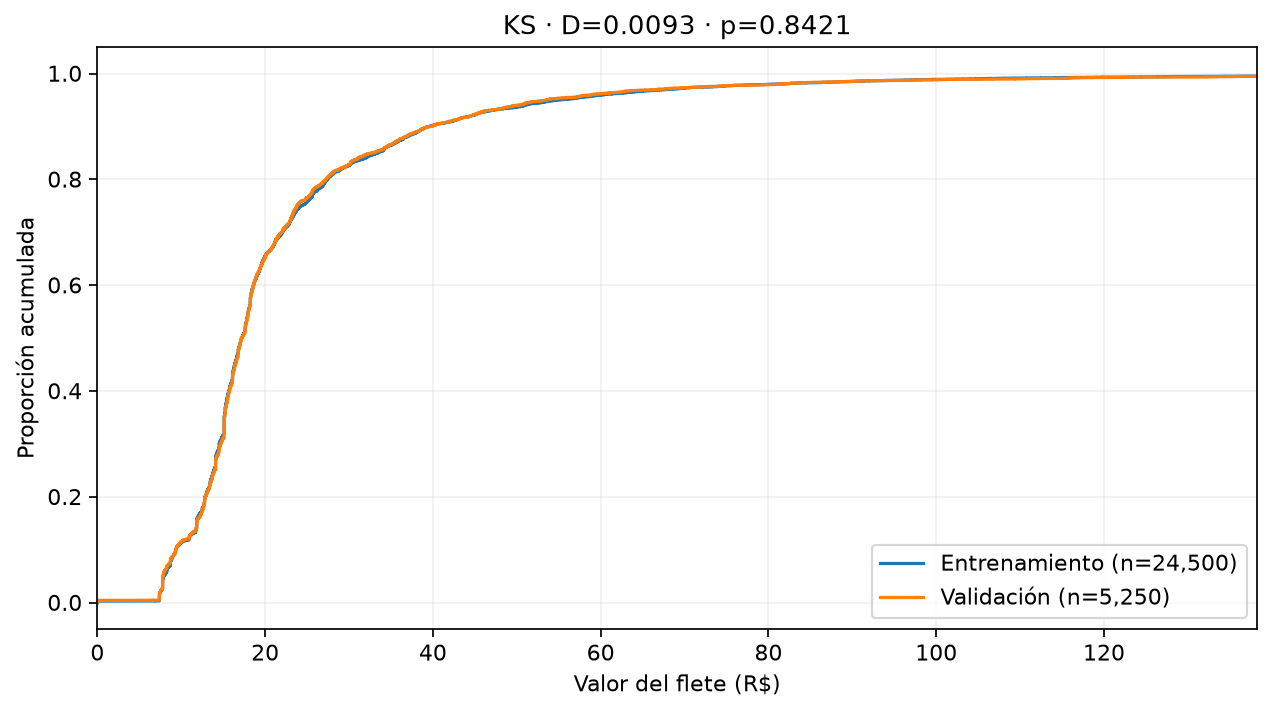 KS · D=0.0093 · p=0.8421
Proporción acumulada
1.0
0.8
0.6
0.4
0.2
0.0
0
20
40
60
80
100
120
Valor del flete (R$)
Entrenamiento (n=24,500)
Validación (n=5,250)